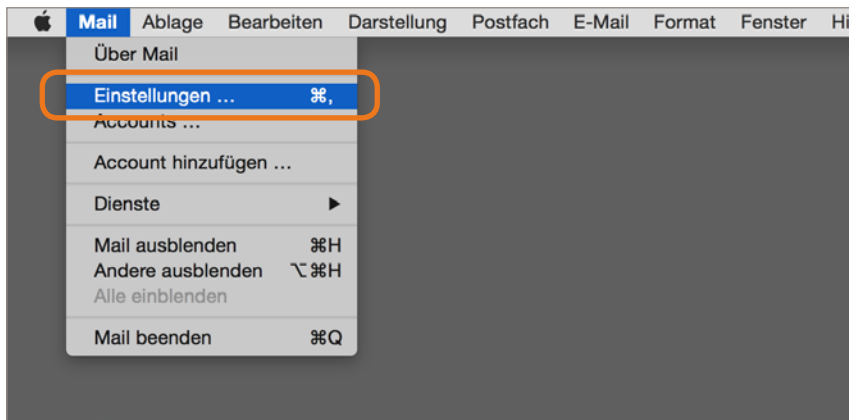 Mail Ablage Bearbeiten Darstellung Postfach E-Mail Format Fenster Hi
Über Mail
Einstellungen … ⌘,
Accounts …
Account hinzufügen …
Dienste ▶
Mail ausblenden ⌘H
Andere ausblenden ⌥⌘H
Alle einblenden
Mail beenden ⌘Q